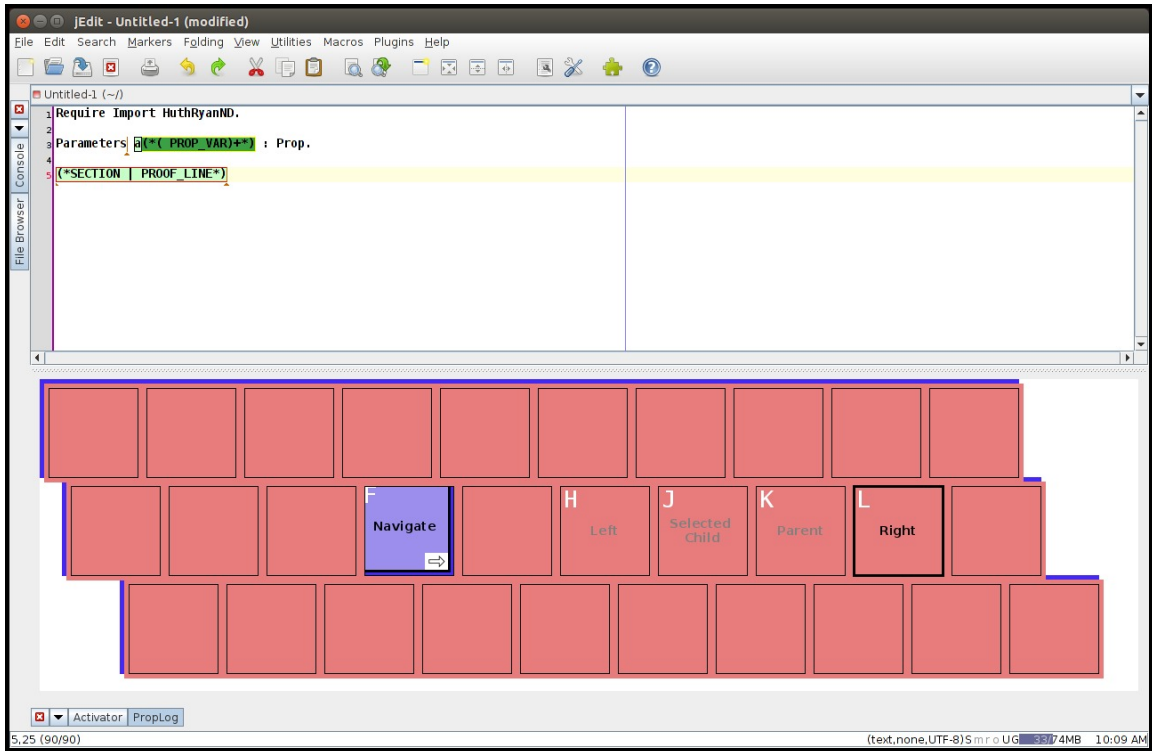 jEdit - Untitled-1 (modified)
File Edit Search Markers Folding View Utilities Macros Plugins Help
Untitled-1 (~/)
1 Require Import HuthRyanND.
2
3 Parameters a(*( PROP_VAR)+*) : Prop.
4
5 (*SECTION | PROOF_LINE*)
Console
File Browser
F
Navigate
H
Left
J
Selected
Child
K
Parent
L
Right
Activator PropLog
5,25 (90/90)
(text,none,UTF-8)S m r o UG 33/74MB 10:09 AM